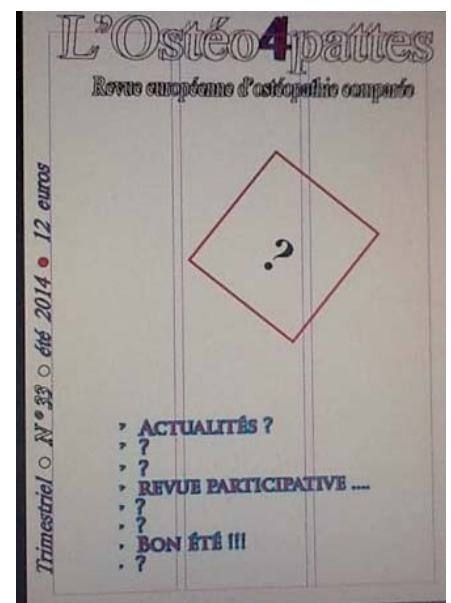 L'Ostéo4pattes
Revue européenne d'ostéopathie comparée
?
Trimestriel ○ N° 33 ○ été 2014 ● 12 euros
ACTUALITÉS ?
?
?
REVUE PARTICIPATIVE ....
?
?
BON ÉTÉ !!!
?